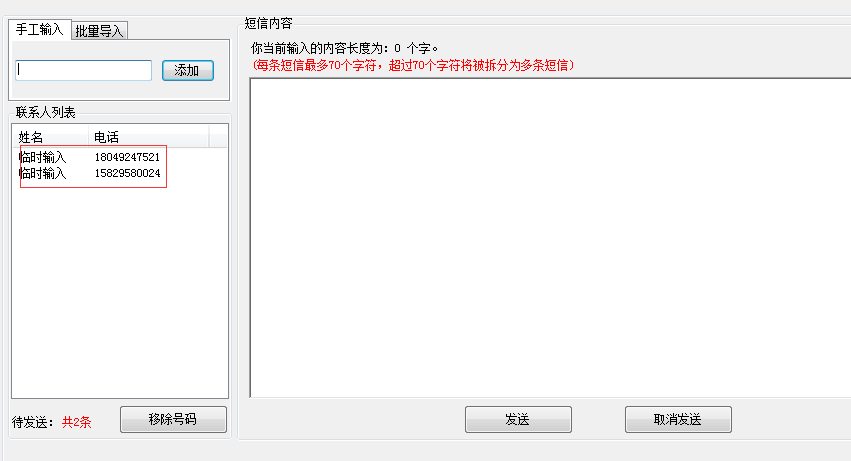 手工输入
批量导入
添加
联系人列表
姓名 电话
临时输入 18049247521
临时输入 15829580024
待发送：共2条
移除号码
短信内容
你当前输入的内容长度为：0 个字。
(每条短信最多70个字符，超过70个字符将被拆分为多条短信)
发送
取消发送